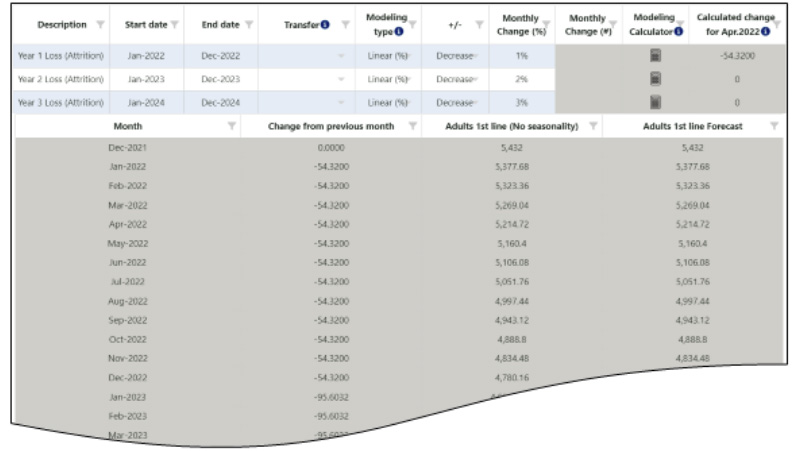 Description Start date End date Transfer Modeling type +/- Monthly Change (%) Monthly Change (#) Modeling Calculator Calculated change for Apr.2022
Year 1 Loss (Attrition) Jan-2022 Dec-2022 Linear (%) Decrease 1% -54.3200
Year 2 Loss (Attrition) Jan-2023 Dec-2023 Linear (%) Decrease 2% 0
Year 3 Loss (Attrition) Jan-2024 Dec-2024 Linear (%) Decrease 3% 0
Month Change from previous month Adults 1st line (No seasonality) Adults 1st line Forecast
Dec-2021 0.0000 5,432 5,432
Jan-2022 -54.3200 5,377.68 5,377.68
Feb-2022 -54.3200 5,323.36 5,323.36
Mar-2022 -54.3200 5,269.04 5,269.04
Apr-2022 -54.3200 5,214.72 5,214.72
May-2022 -54.3200 5,160.4 5,160.4
Jun-2022 -54.3200 5,106.08 5,106.08
Jul-2022 -54.3200 5,051.76 5,051.76
Aug-2022 -54.3200 4,997.44 4,997.44
Sep-2022 -54.3200 4,943.12 4,943.12
Oct-2022 -54.3200 4,888.8 4,888.8
Nov-2022 -54.3200 4,834.48 4,834.48
Dec-2022 -54.3200 4,780.16
Jan-2023 -95.6032
Feb-2023 -95.6032
Mar-2023 -95.6032